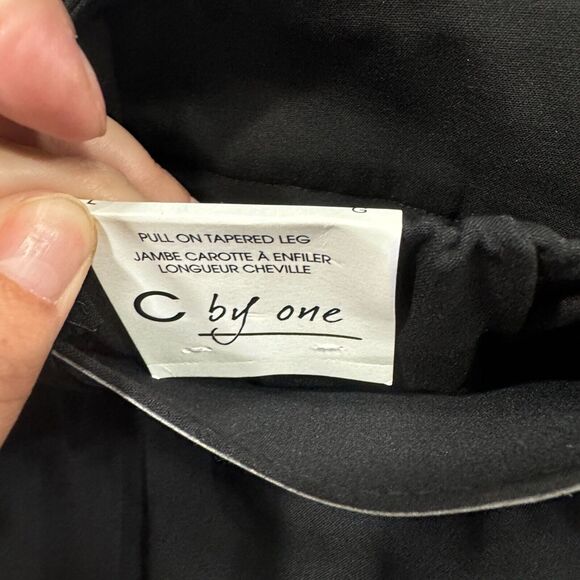 L G
PULL ON TAPERED LEG
JAMBE CAROTTE À ENFILER
LONGUEUR CHEVILLE
C by one